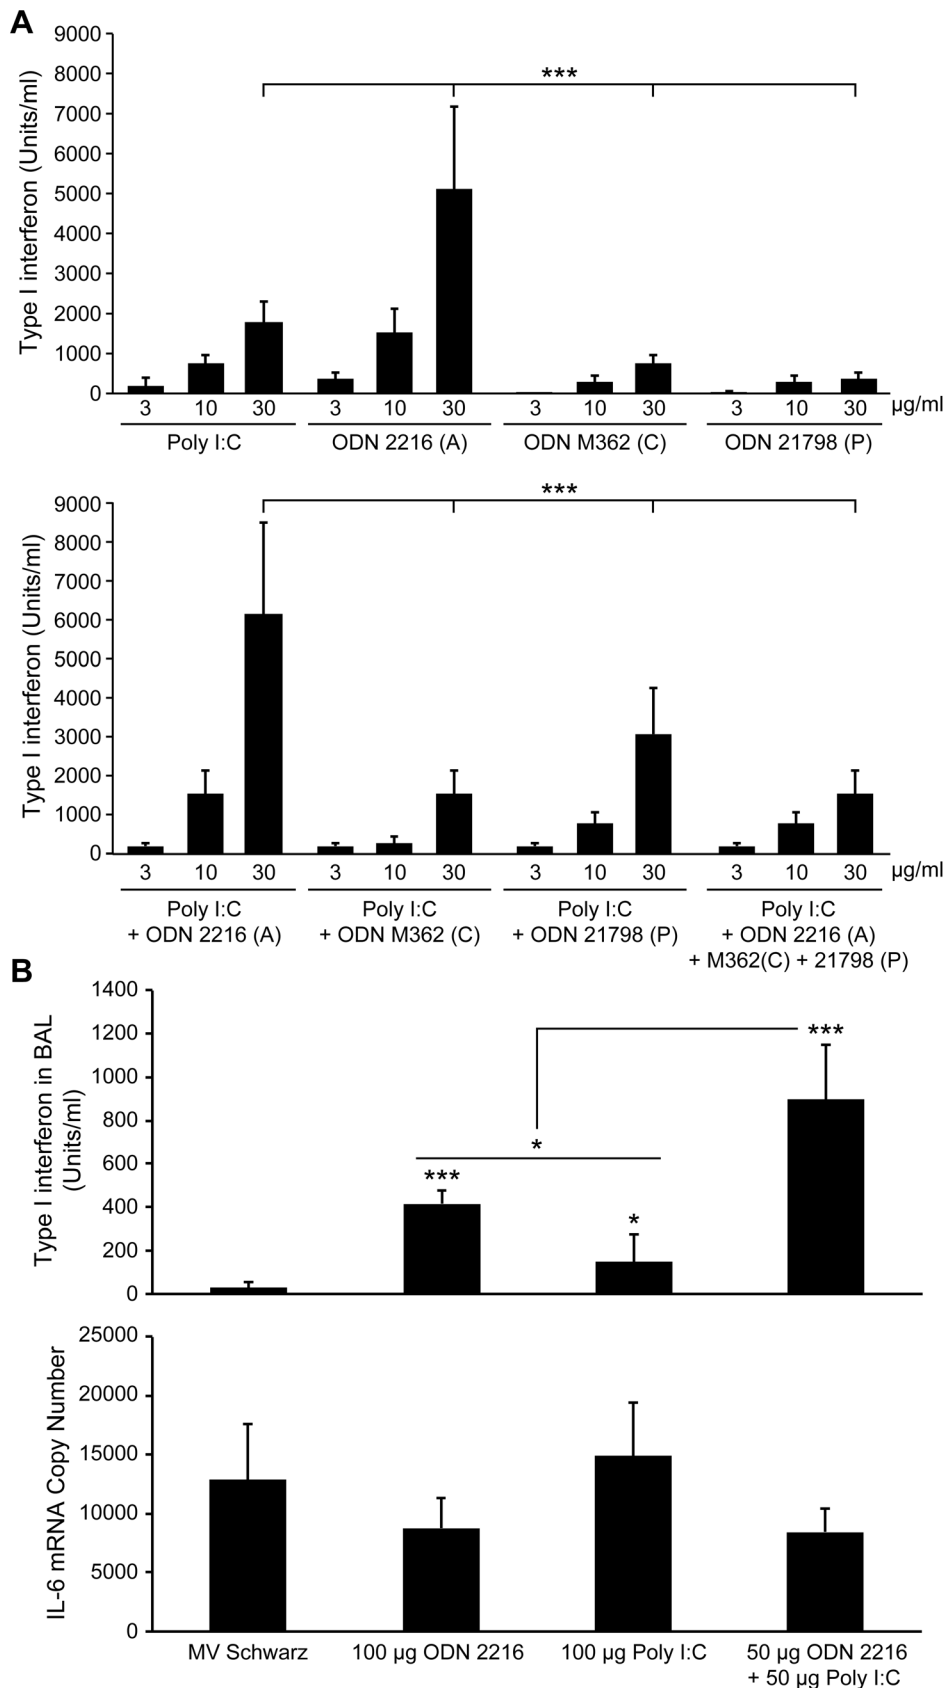 A
Type I interferon (Units/ml)
9000
8000
7000
6000
5000
4000
3000
2000
1000
0
***
3 10 30 3 10 30 3 10 30 3 10 30 µg/ml
Poly I:C ODN 2216 (A) ODN M362 (C) ODN 21798 (P)
Type I interferon (Units/ml)
9000
8000
7000
6000
5000
4000
3000
2000
1000
0
***
3 10 30 3 10 30 3 10 30 3 10 30 µg/ml
Poly I:C Poly I:C Poly I:C Poly I:C
+ ODN 2216 (A) + ODN M362 (C) + ODN 21798 (P) + ODN 2216 (A)
+ M362(C) + 21798 (P)
B
Type I interferon in BAL
(Units/ml)
1400
1200
1000
800
600
400
200
0
***
*
***
*
IL-6 mRNA Copy Number
25000
20000
15000
10000
5000
0
MV Schwarz 100 µg ODN 2216 100 µg Poly I:C 50 µg ODN 2216
+ 50 µg Poly I:C